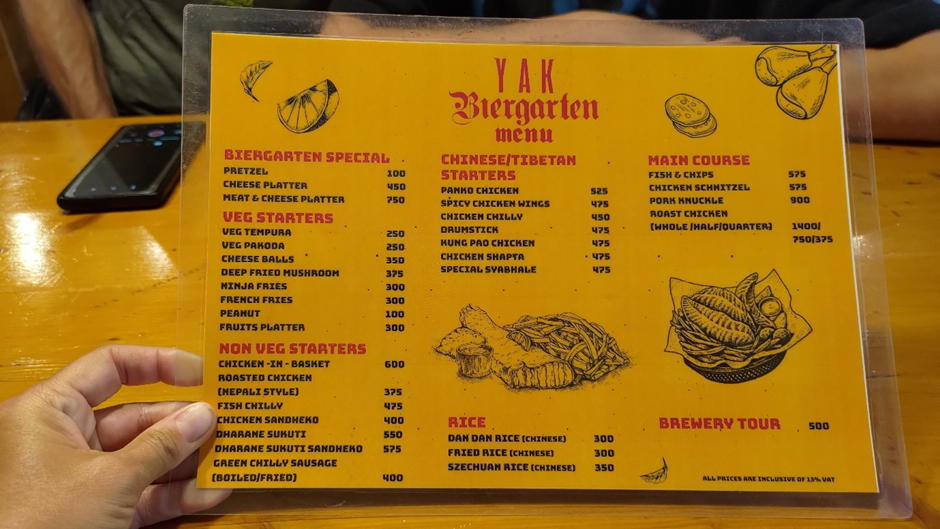 YAK
Biergarten
menu
BIERGARTEN SPECIAL
PRETZEL 100
CHEESE PLATTER 450
MEAT & CHEESE PLATTER 750
VEG STARTERS
VEG TEMPURA 250
VEG PAKODA 250
CHEESE BALLS 350
DEEP FRIED MUSHROOM 375
NINJA FRIES 300
FRENCH FRIES 300
PEANUT 100
FRUITS PLATTER 300
NON VEG STARTERS
CHICKEN -IN- BASKET 600
ROASTED CHICKEN
(NEPALI STYLE) 375
FISH CHILLY 475
CHICKEN SANDHEKO 400
DHARANE SUKUTI 550
DHARANE SUKUTI SANDHEKO 575
GREEN CHILLY SAUSAGE
(BOILED/FRIED) 400
CHINESE/TIBETAN
STARTERS
PANKO CHICKEN 525
SPICY CHICKEN WINGS 475
CHICKEN CHILLY 450
DRUMSTICK 475
KUNG PAO CHICKEN 475
CHICKEN SHAPTA 475
SPECIAL SYABHALE 475
RICE
DAN DAN RICE (CHINESE) 300
FRIED RICE (CHINESE) 300
SZECHUAN RICE (CHINESE) 350
MAIN COURSE
FISH & CHIPS 575
CHICKEN SCHNITZEL 575
PORK KNUCKLE 900
ROAST CHICKEN
(WHOLE/HALF/QUARTER) 1400/
750/375
BREWERY TOUR 500
ALL PRICES ARE INCLUSIVE OF 13% VAT